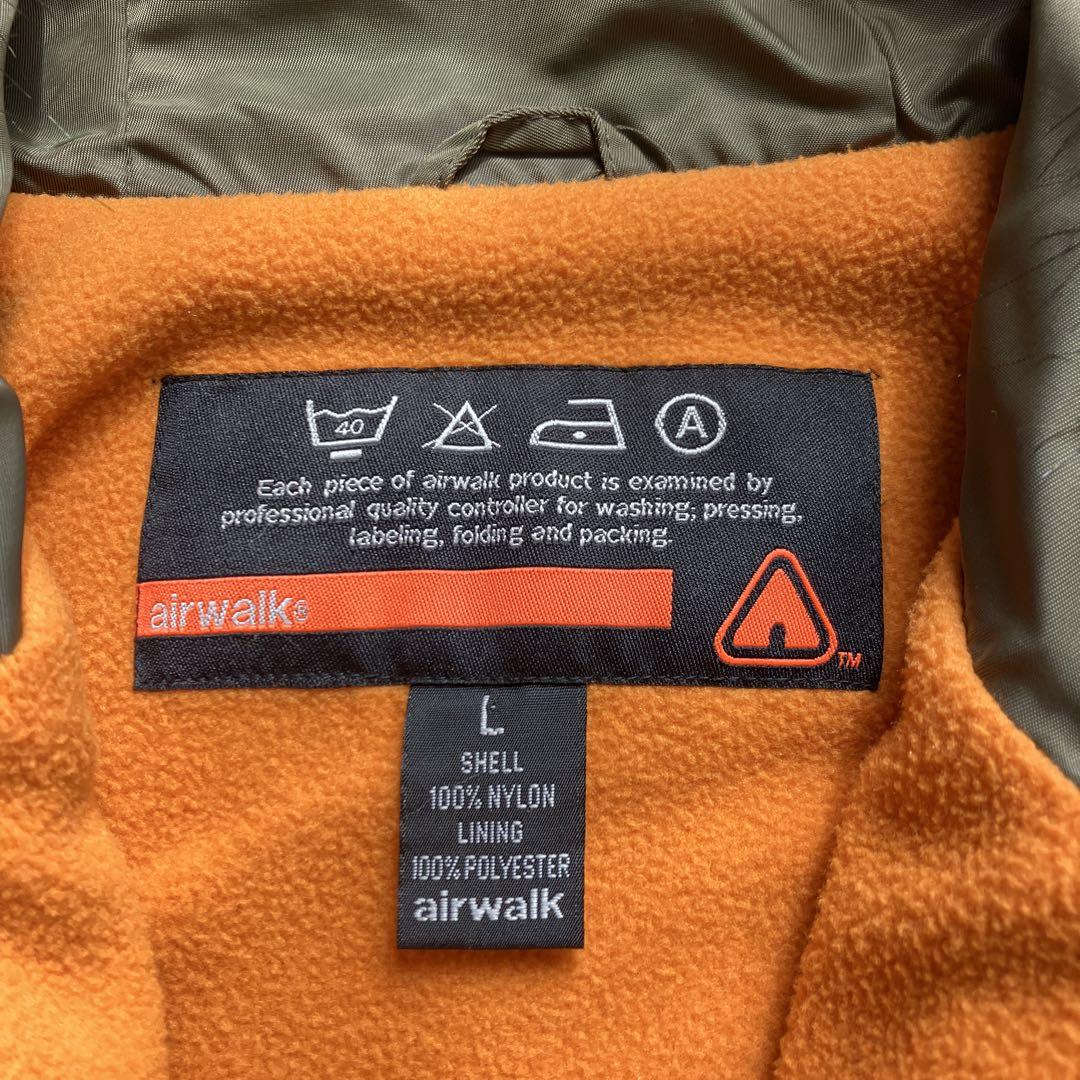 40
A
Each piece of airwalk product is examined by
professional quality controller for washing, pressing,
labeling, folding and packing.
airwalk®
TM
L
SHELL
100% NYLON
LINING
100% POLYESTER
airwalk